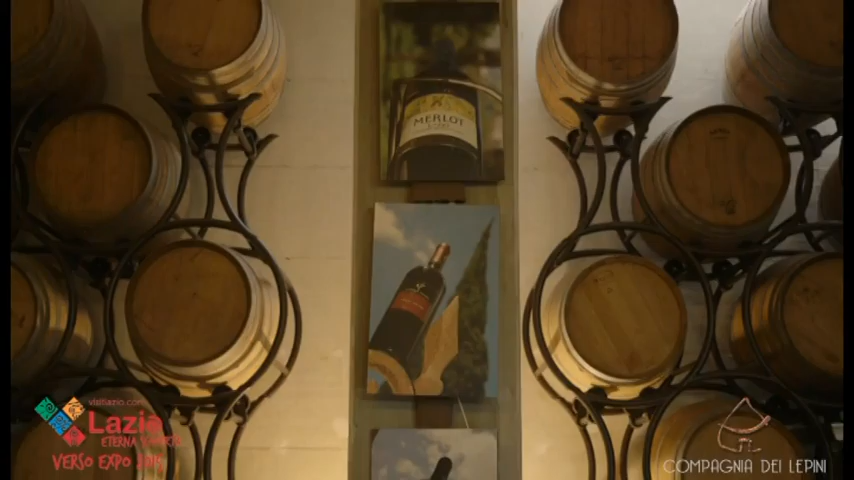 MERLOT
visitlazio.com
Lazio
ETERNA SCOPERTA
VERSO EXPO 2015
COMPAGNIA DEI LEPINI